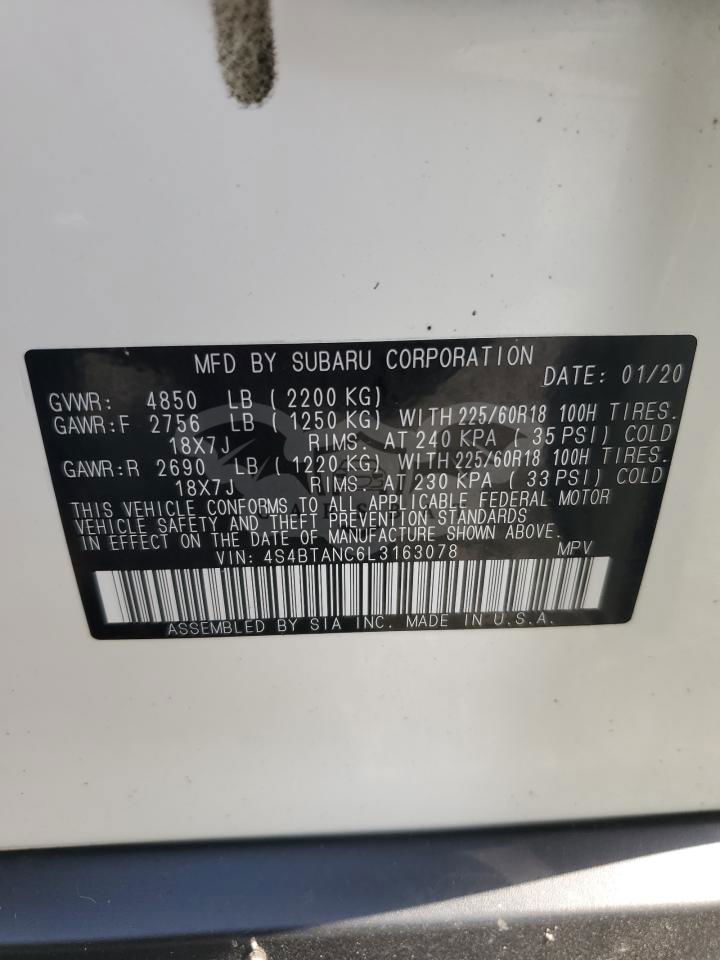 MFD BY SUBARU CORPORATION DATE: 01/20
GVWR: 4850 LB ( 2200 KG)
GAWR:F 2756 LB ( 1250 KG) WITH 225/60R18 100H TIRES.
18X7J RIMS. AT 240 KPA ( 35 PSI) COLD
GAWR:R 2690 LB ( 1220 KG) WITH 225/60R18 100H TIRES.
18X7J RIMS. AT 230 KPA ( 33 PSI) COLD
THIS VEHICLE CONFORMS TO ALL APPLICABLE FEDERAL MOTOR
VEHICLE SAFETY AND THEFT PREVENTION STANDARDS
IN EFFECT ON THE DATE OF MANUFACTURE SHOWN ABOVE.
VIN: 4S4BTANC6L3163078 MPV
ASSEMBLED BY SIA INC. MADE IN U.S.A.